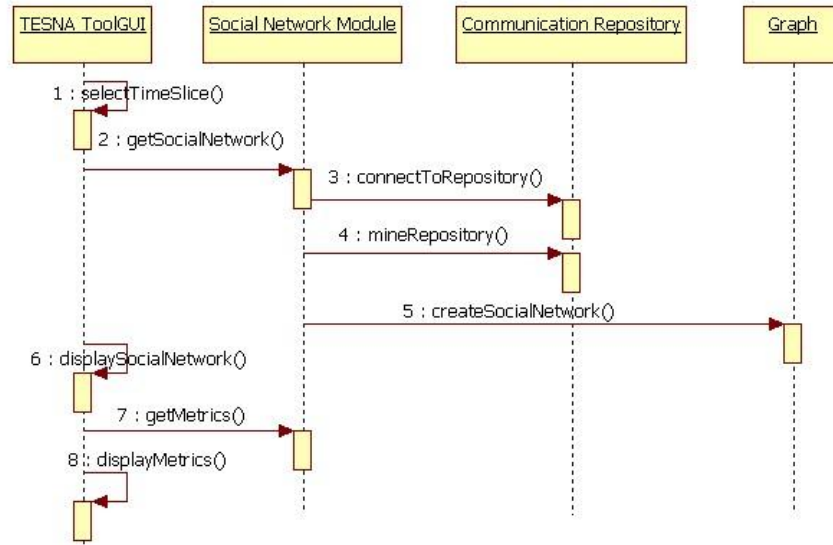 TESNA ToolGUI
Social Network Module
Communication Repository
Graph
1 : selectTimeSlice()
2 : getSocialNetwork()
3 : connectToRepository()
4 : mineRepository()
5 : createSocialNetwork()
6 : displaySocialNetwork()
7 : getMetrics()
8 : displayMetrics()